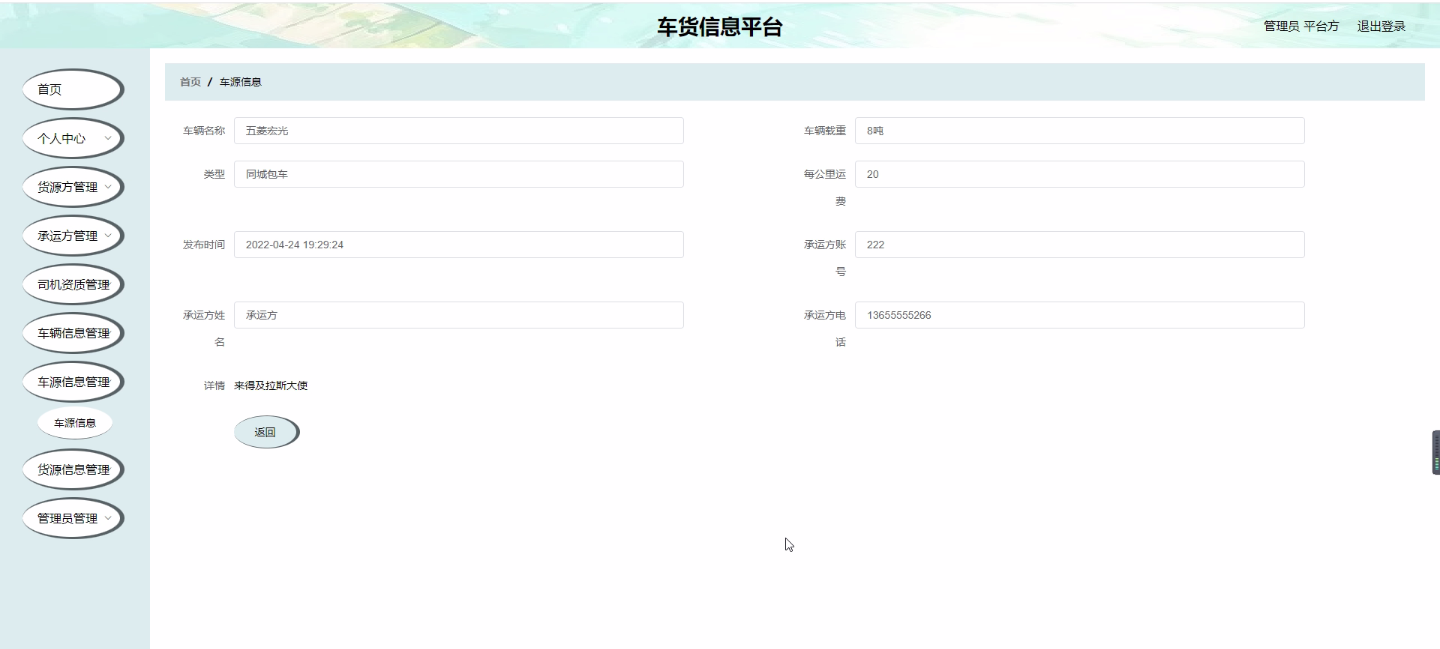 车货信息平台
管理员 平台方
退出登录
首页
个人中心
货源方管理
承运方管理
司机资质管理
车辆信息管理
车源信息管理
车源信息
货源信息管理
管理员管理
首页 / 车源信息
车辆名称 五菱宏光
车辆载重 8吨
类型 同城包车
每公里运
费
20
发布时间 2022-04-24 19:29:24
承运方账
号
222
承运方姓
名
承运方
承运方电
话
13655555266
详情 来得及拉斯大使
返回